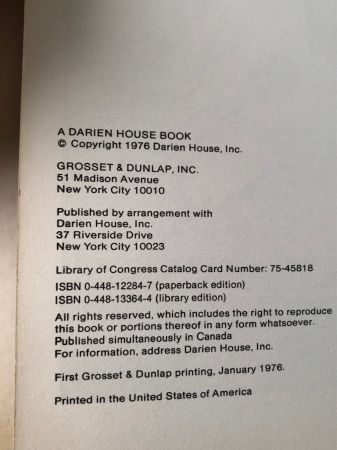 A DARIEN HOUSE BOOK
© Copyright 1976 Darien House, Inc.
GROSSET & DUNLAP, INC.
51 Madison Avenue
New York City 10010
Published by arrangement with
Darien House, Inc.
37 Riverside Drive
New York City 10023
Library of Congress Catalog Card Number: 75-45818
ISBN 0-448-12284-7 (paperback edition)
ISBN 0-448-13364-4 (library edition)
All rights reserved, which includes the right to reproduce
this book or portions thereof in any form whatsoever.
Published simultaneously in Canada
For information, address Darien House, Inc.
First Grosset & Dunlap printing, January 1976.
Printed in the United States of America